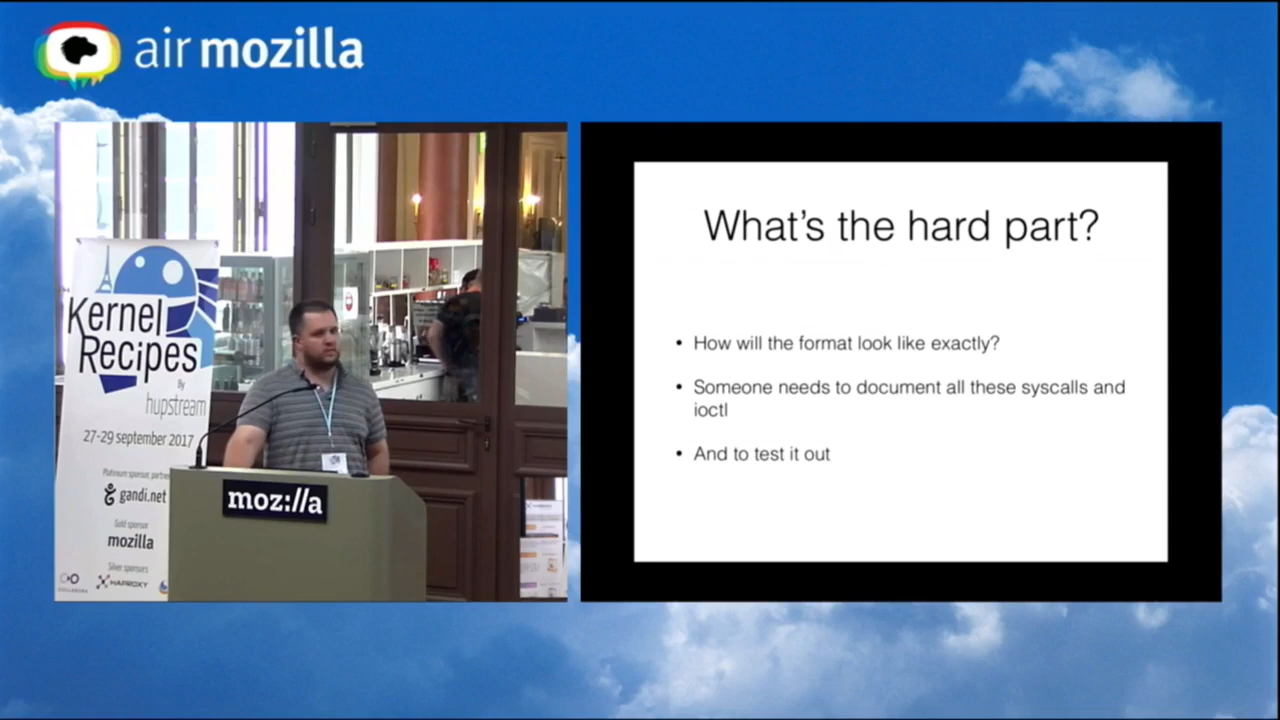 air mozilla
Kernel
Recipes
By
hupstream
27-29 september 2017
Platinum sponsor, partner
gandi.net
Gold sponsor
mozilla
Silver sponsors
HAPROXY
moz://a
What's the hard part?
• How will the format look like exactly?
• Someone needs to document all these syscalls and
ioctl
• And to test it out